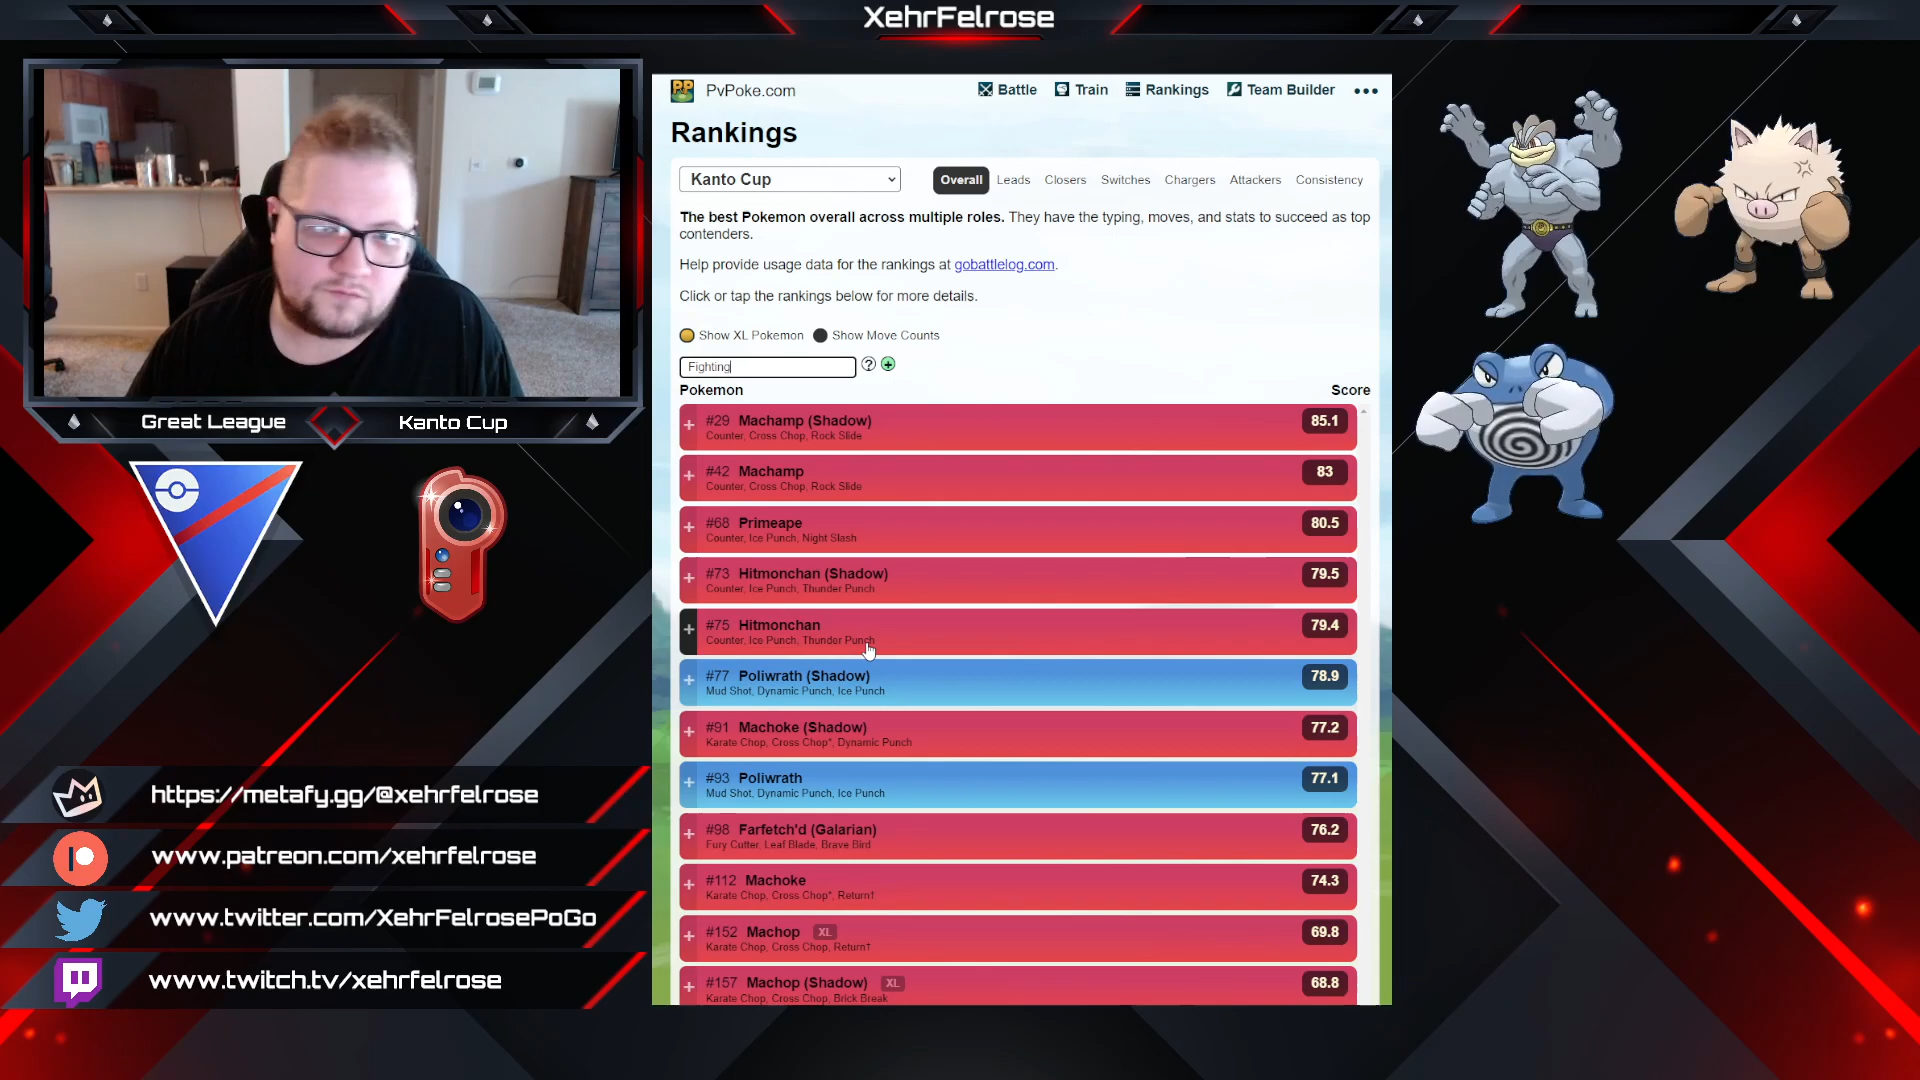 XehrFelrose
PvPoke.com
Battle Train Rankings Team Builder
Rankings
Kanto Cup
Overall Leads Closers Switches Chargers Attackers Consistency
The best Pokemon overall across multiple roles. They have the typing, moves, and stats to succeed as top
contenders.
Help provide usage data for the rankings at gobattlelog.com.
Click or tap the rankings below for more details.
Show XL Pokemon Show Move Counts
Fighting
Pokemon Score
#29 Machamp (Shadow) 85.1
Counter, Cross Chop, Rock Slide
#42 Machamp 83
Counter, Cross Chop, Rock Slide
#68 Primeape 80.5
Counter, Ice Punch, Night Slash
#73 Hitmonchan (Shadow) 79.5
Counter, Ice Punch, Thunder Punch
#75 Hitmonchan 79.4
Counter, Ice Punch, Thunder Punch
#77 Poliwrath (Shadow) 78.9
Mud Shot, Dynamic Punch, Ice Punch
#91 Machoke (Shadow) 77.2
Karate Chop, Cross Chop*, Dynamic Punch
#93 Poliwrath 77.1
Mud Shot, Dynamic Punch, Ice Punch
#98 Farfetch'd (Galarian) 76.2
Fury Cutter, Leaf Blade, Brave Bird
#112 Machoke 74.3
Karate Chop, Cross Chop*, Return†
#152 Machop XL 69.8
Karate Chop, Cross Chop, Return†
#157 Machop (Shadow) XL 68.8
Karate Chop, Cross Chop, Brick Break
Great League Kanto Cup
https://metafy.gg/@xehrfelrose
www.patreon.com/xehrfelrose
www.twitter.com/XehrFelrosePoGo
www.twitch.tv/xehrfelrose